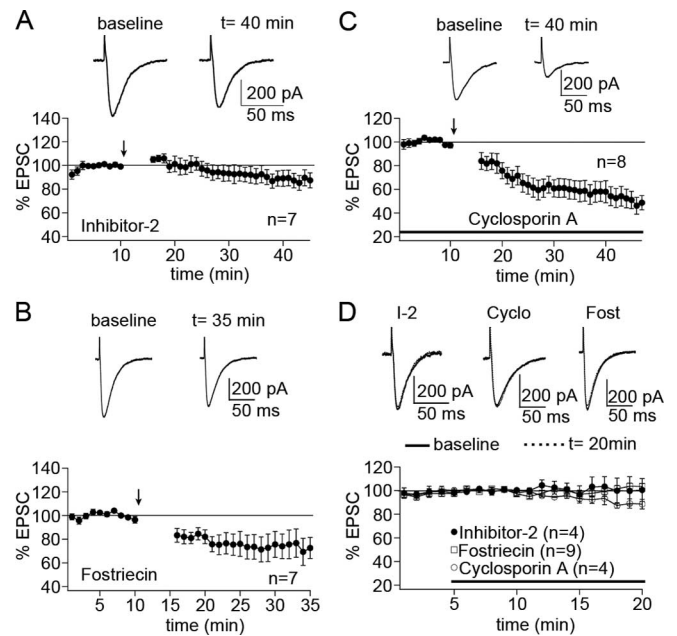 A
baseline
t= 40 min
200 pA
50 ms
140
120
100
80
60
40
% EPSC
Inhibitor-2
n=7
10
20
30
40
time (min)
B
baseline
t= 35 min
200 pA
50 ms
140
120
100
80
60
40
% EPSC
Fostriecin
n=7
5
10
15
20
25
30
35
time (min)
C
baseline
t= 40 min
200 pA
50 ms
120
100
80
60
40
20
% EPSC
n=8
Cyclosporin A
10
20
30
40
time (min)
D
I-2
Cyclo
Fost
200 pA
50 ms
200 pA
50 ms
200 pA
50 ms
baseline
t= 20min
120
100
80
60
40
20
% EPSC
Inhibitor-2 (n=4)
Fostriecin (n=9)
Cyclosporin A (n=4)
0
5
10
15
20
time (min)